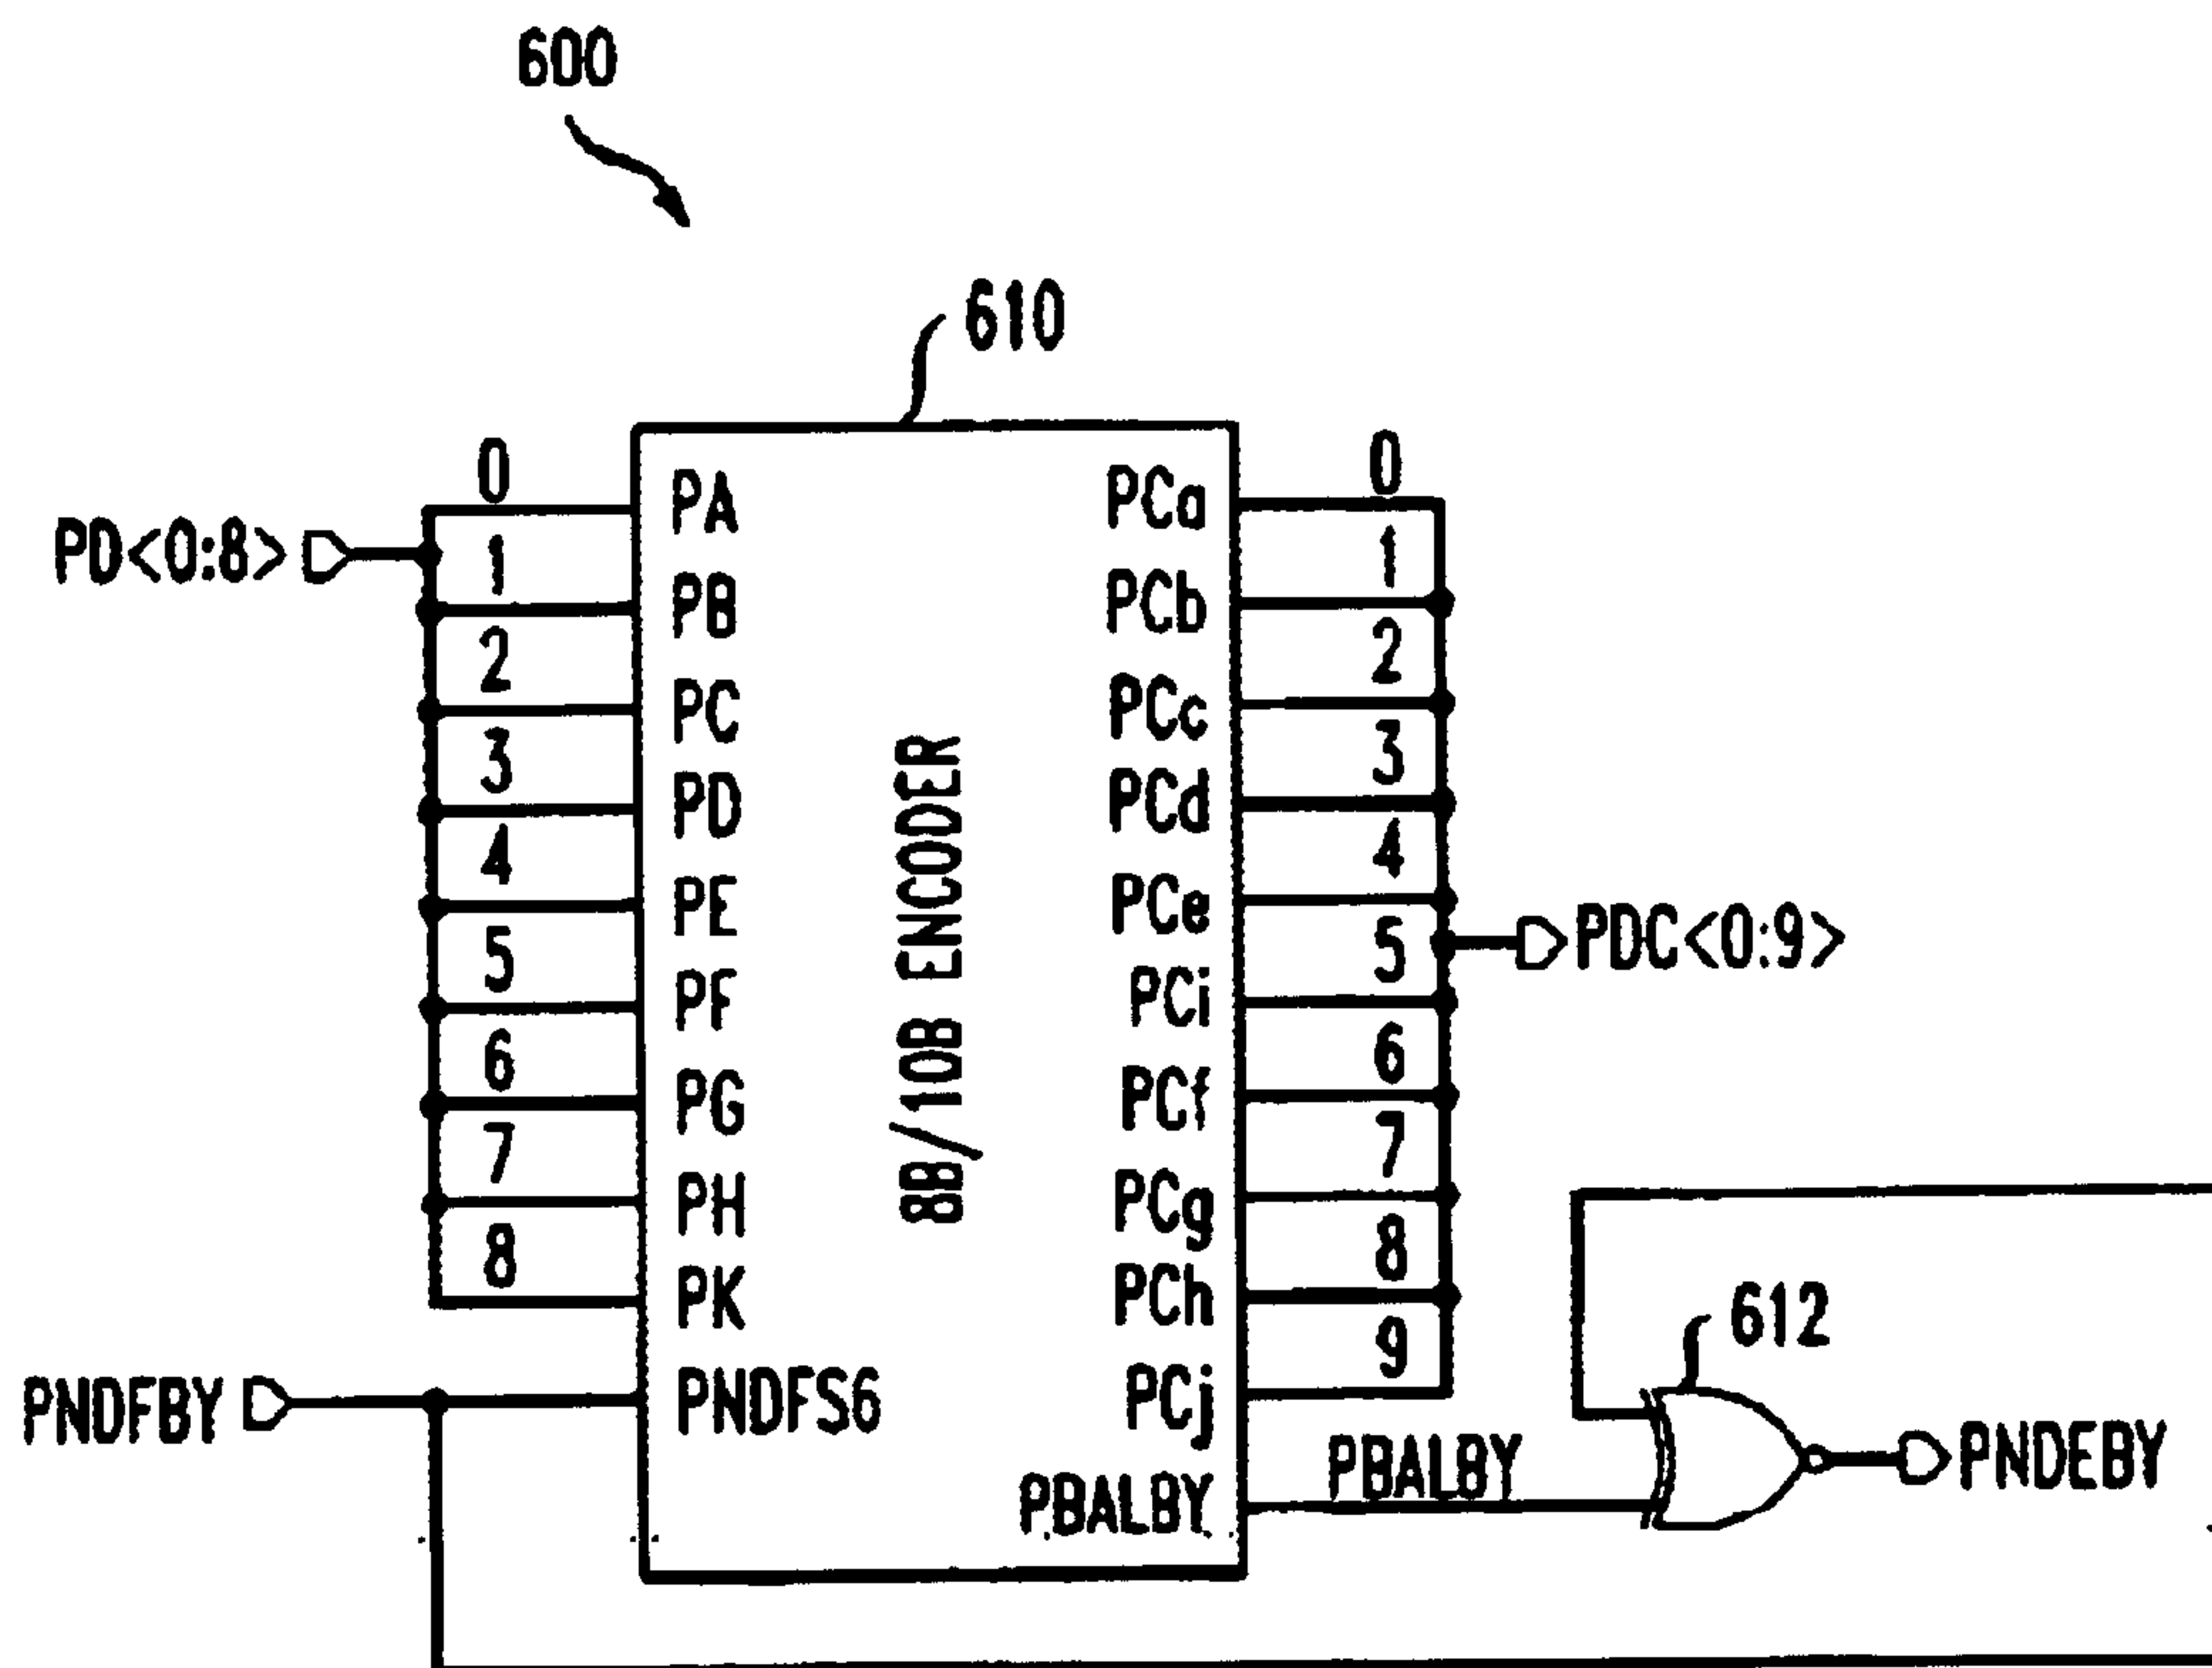 600
610
0
PD<0:8>
1
2
3
4
5
6
7
8
PNDFBY
PA
PB
PC
PD
PE
PF
PG
PH
PK
PNDFS6
8B/10B ENCODER
PCa
PCb
PCc
PCd
PCe
PCi
PCf
PCg
PCh
PCj
PBALBY
0
1
2
3
4
5
6
7
8
9
PDC<0:9>
PBALBY
612
PNDEBY